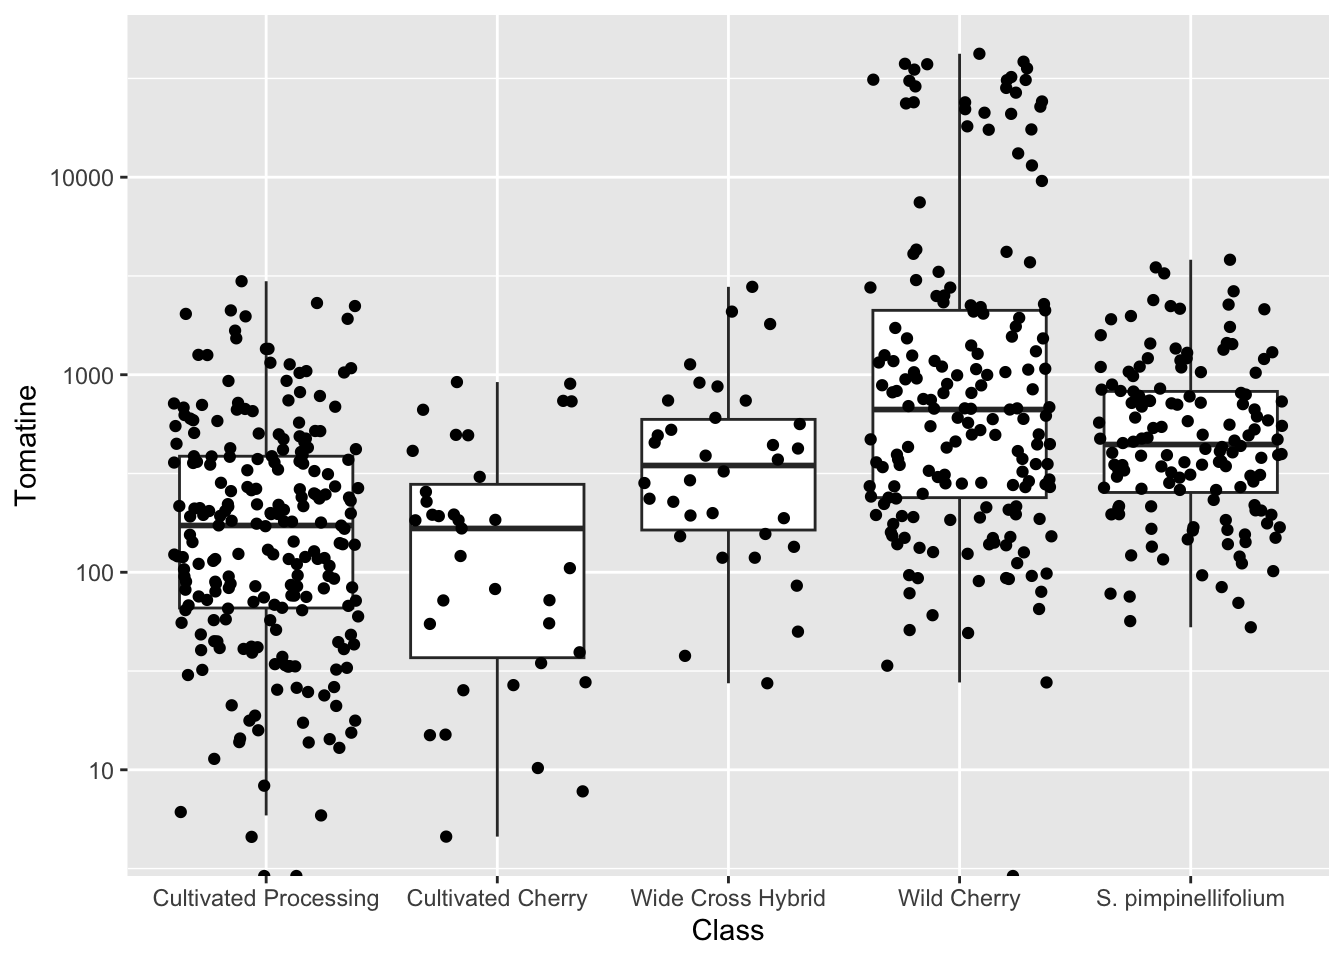 Tomatine
10000
1000
100
10
Cultivated Processing
Cultivated Cherry
Wide Cross Hybrid
Wild Cherry
S. pimpinellifolium
Class